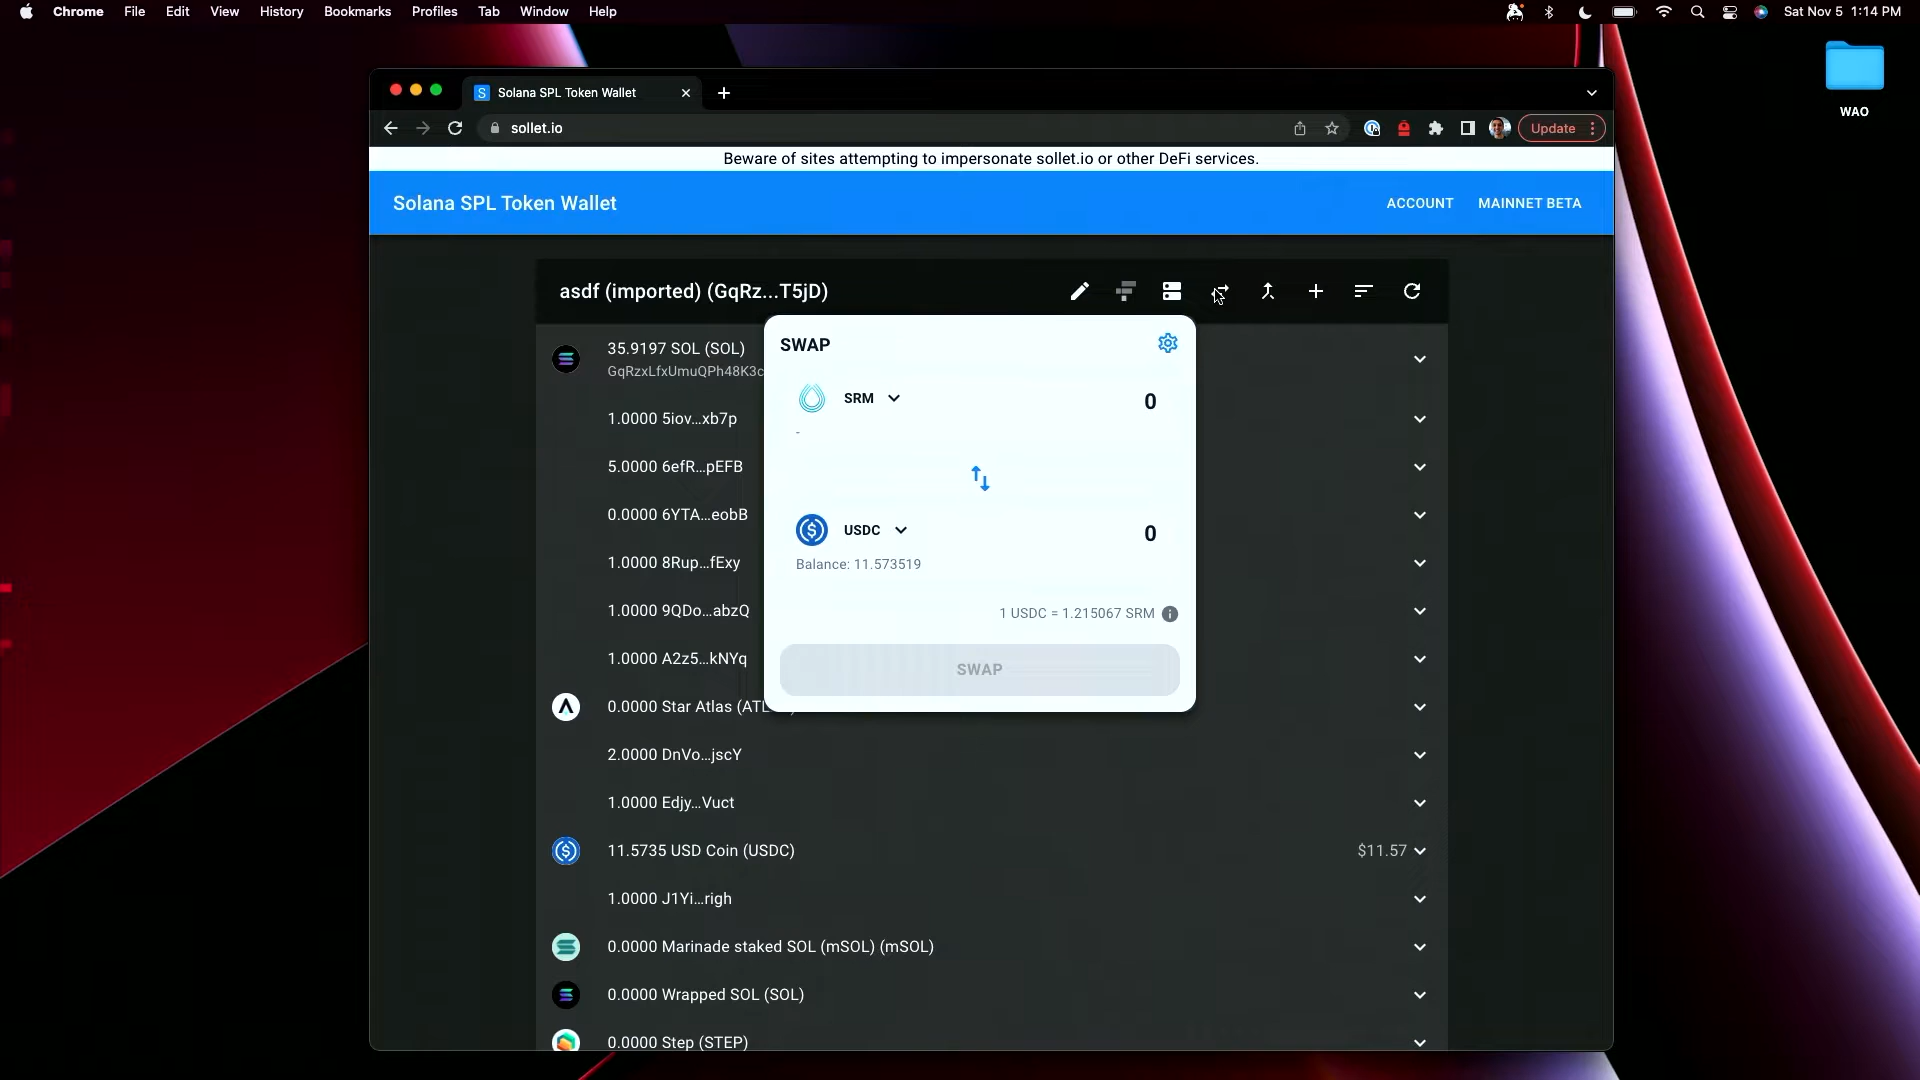 Chrome File Edit View History Bookmarks Profiles Tab Window Help Sat Nov 5 1:14 PM
WAO
Solana SPL Token Wallet
sollet.io
Update
Beware of sites attempting to impersonate sollet.io or other DeFi services.
Solana SPL Token Wallet
ACCOUNT MAINNET BETA
asdf (imported) (GqRz...T5jD)
35.9197 SOL (SOL)
GqRzxLfxUmuQPh48K3c
1.0000 5iov...xb7p
5.0000 6efR...pEFB
0.0000 6YTA...eobB
1.0000 8Rup...fExy
1.0000 9QDo...abzQ
1.0000 A2z5...kNYq
0.0000 Star Atlas (ATL
2.0000 DnVo...jscY
1.0000 Edjy...Vuct
11.5735 USD Coin (USDC) $11.57
1.0000 J1Yi...righ
0.0000 Marinade staked SOL (mSOL) (mSOL)
0.0000 Wrapped SOL (SOL)
0.0000 Step (STEP)
SWAP
SRM 0
-
USDC 0
Balance: 11.573519
1 USDC = 1.215067 SRM
SWAP